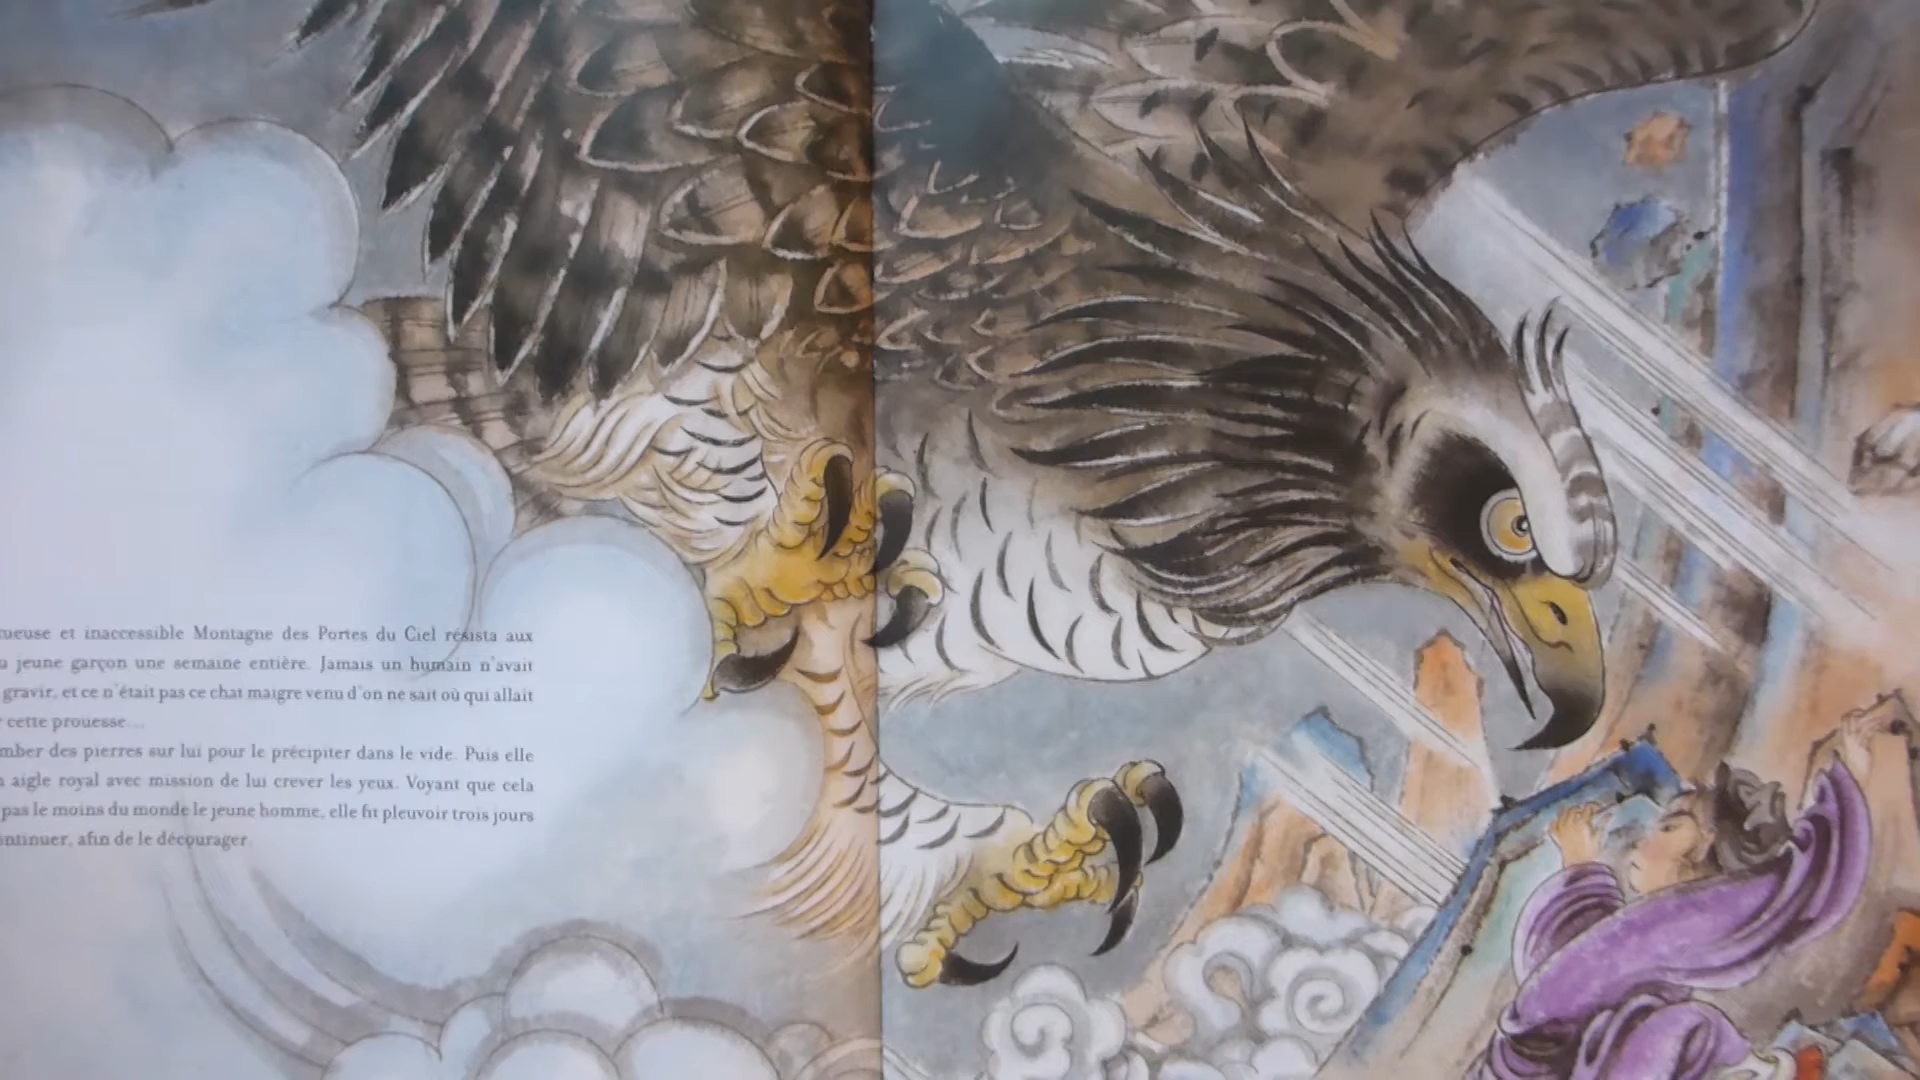 tueuse et inaccessible Montagne des Portes du Ciel résista aux
jeune garçon une semaine entière. Jamais un humain n'avait
gravir, et ce n'était pas ce chat maigre venu d'on ne sait où qui allait
cette prouesse...
mber des pierres sur lui pour le précipiter dans le vide. Puis elle
aigle royal avec mission de lui crever les yeux. Voyant que cela
pas le moins du monde le jeune homme, elle fit pleuvoir trois jours
ontinuer, afin de le décourager.